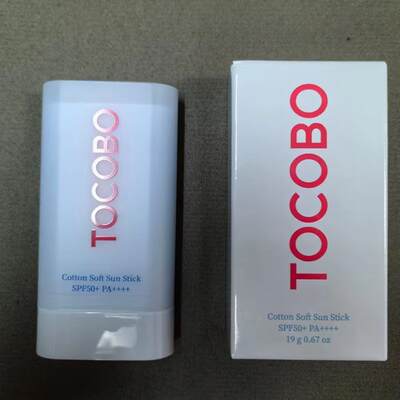 TOCOBO
Cotton Soft Sun Stick
SPF50+ PA++++
TOCOBO
Cotton Soft Sun Stick
SPF50+ PA++++
19 g 0.67 oz